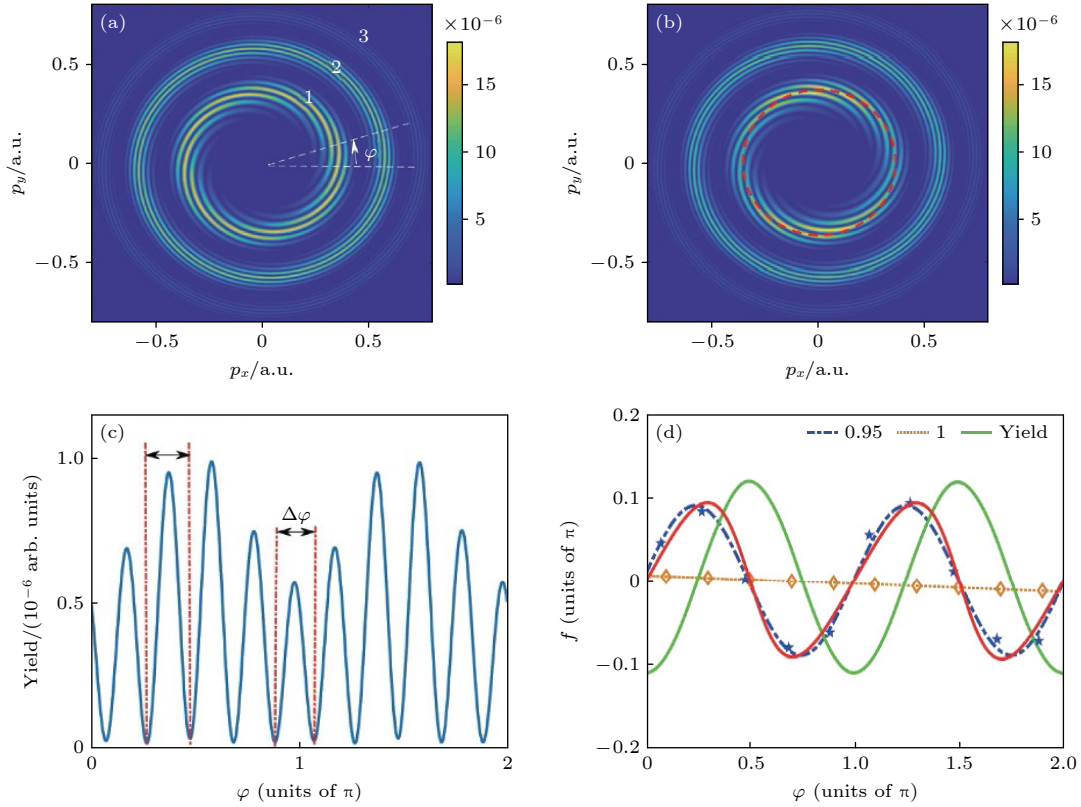 (a)
3
2
1
φ
×10⁻⁶
15
10
5
0.5
0
−0.5
p_y/a.u.
−0.5
0
0.5
p_x/a.u.
(b)
×10⁻⁶
15
10
5
0.5
0
−0.5
p_y/a.u.
−0.5
0
0.5
p_x/a.u.
(c)
Δφ
1.0
0.5
0
Yield/(10⁻⁶ arb. units)
0
1
2
φ (units of π)
(d)
0.95
1
Yield
0.2
0.1
0
−0.1
−0.2
f (units of π)
0
0.5
1.0
1.5
2.0
φ (units of π)